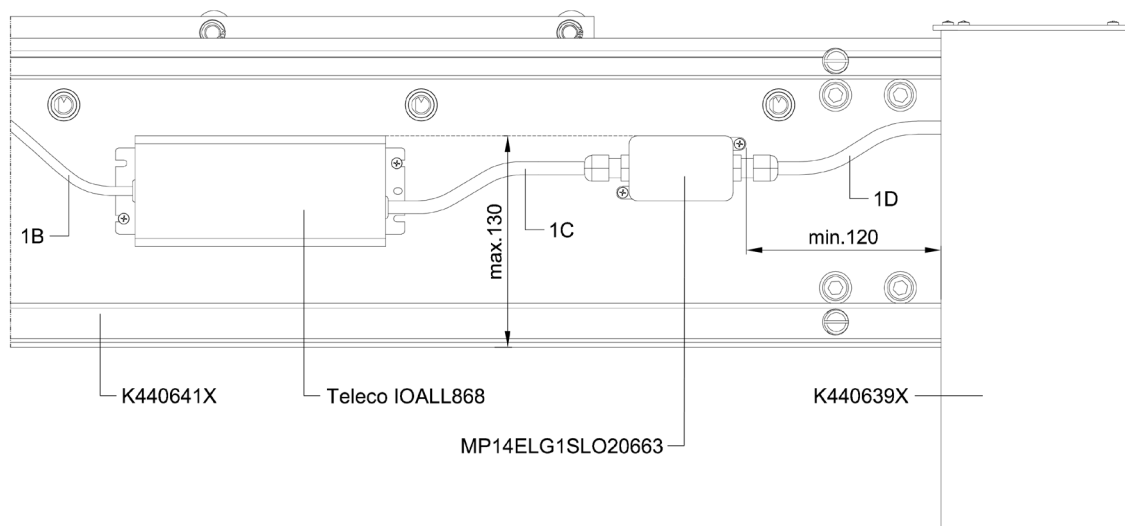 1B
1C
1D
max.130
min.120
K440641X
Teleco IOALL868
K440639X
MP14ELG1SLO20663